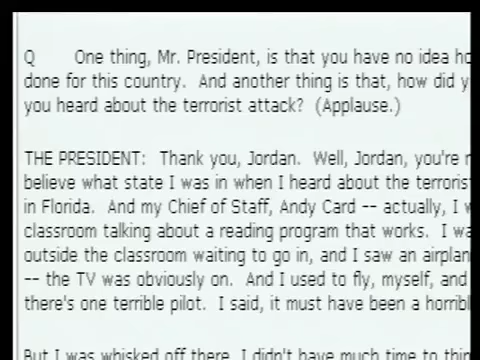 Q One thing, Mr. President, is that you have no idea
done for this country. And another thing is that, how did
you heard about the terrorist attack? (Applause.)
THE PRESIDENT: Thank you, Jordan. Well, Jordan, you're
believe what state I was in when I heard about the
in Florida. And my Chief of Staff, Andy Card -- actually, I
classroom talking about a reading program that works. I
outside the classroom waiting to go in, and I saw an
-- the TV was obviously on. And I used to fly, myself, and
there's one terrible pilot. I said, it must have been a
But I was whisked off there, I didn't have much time to